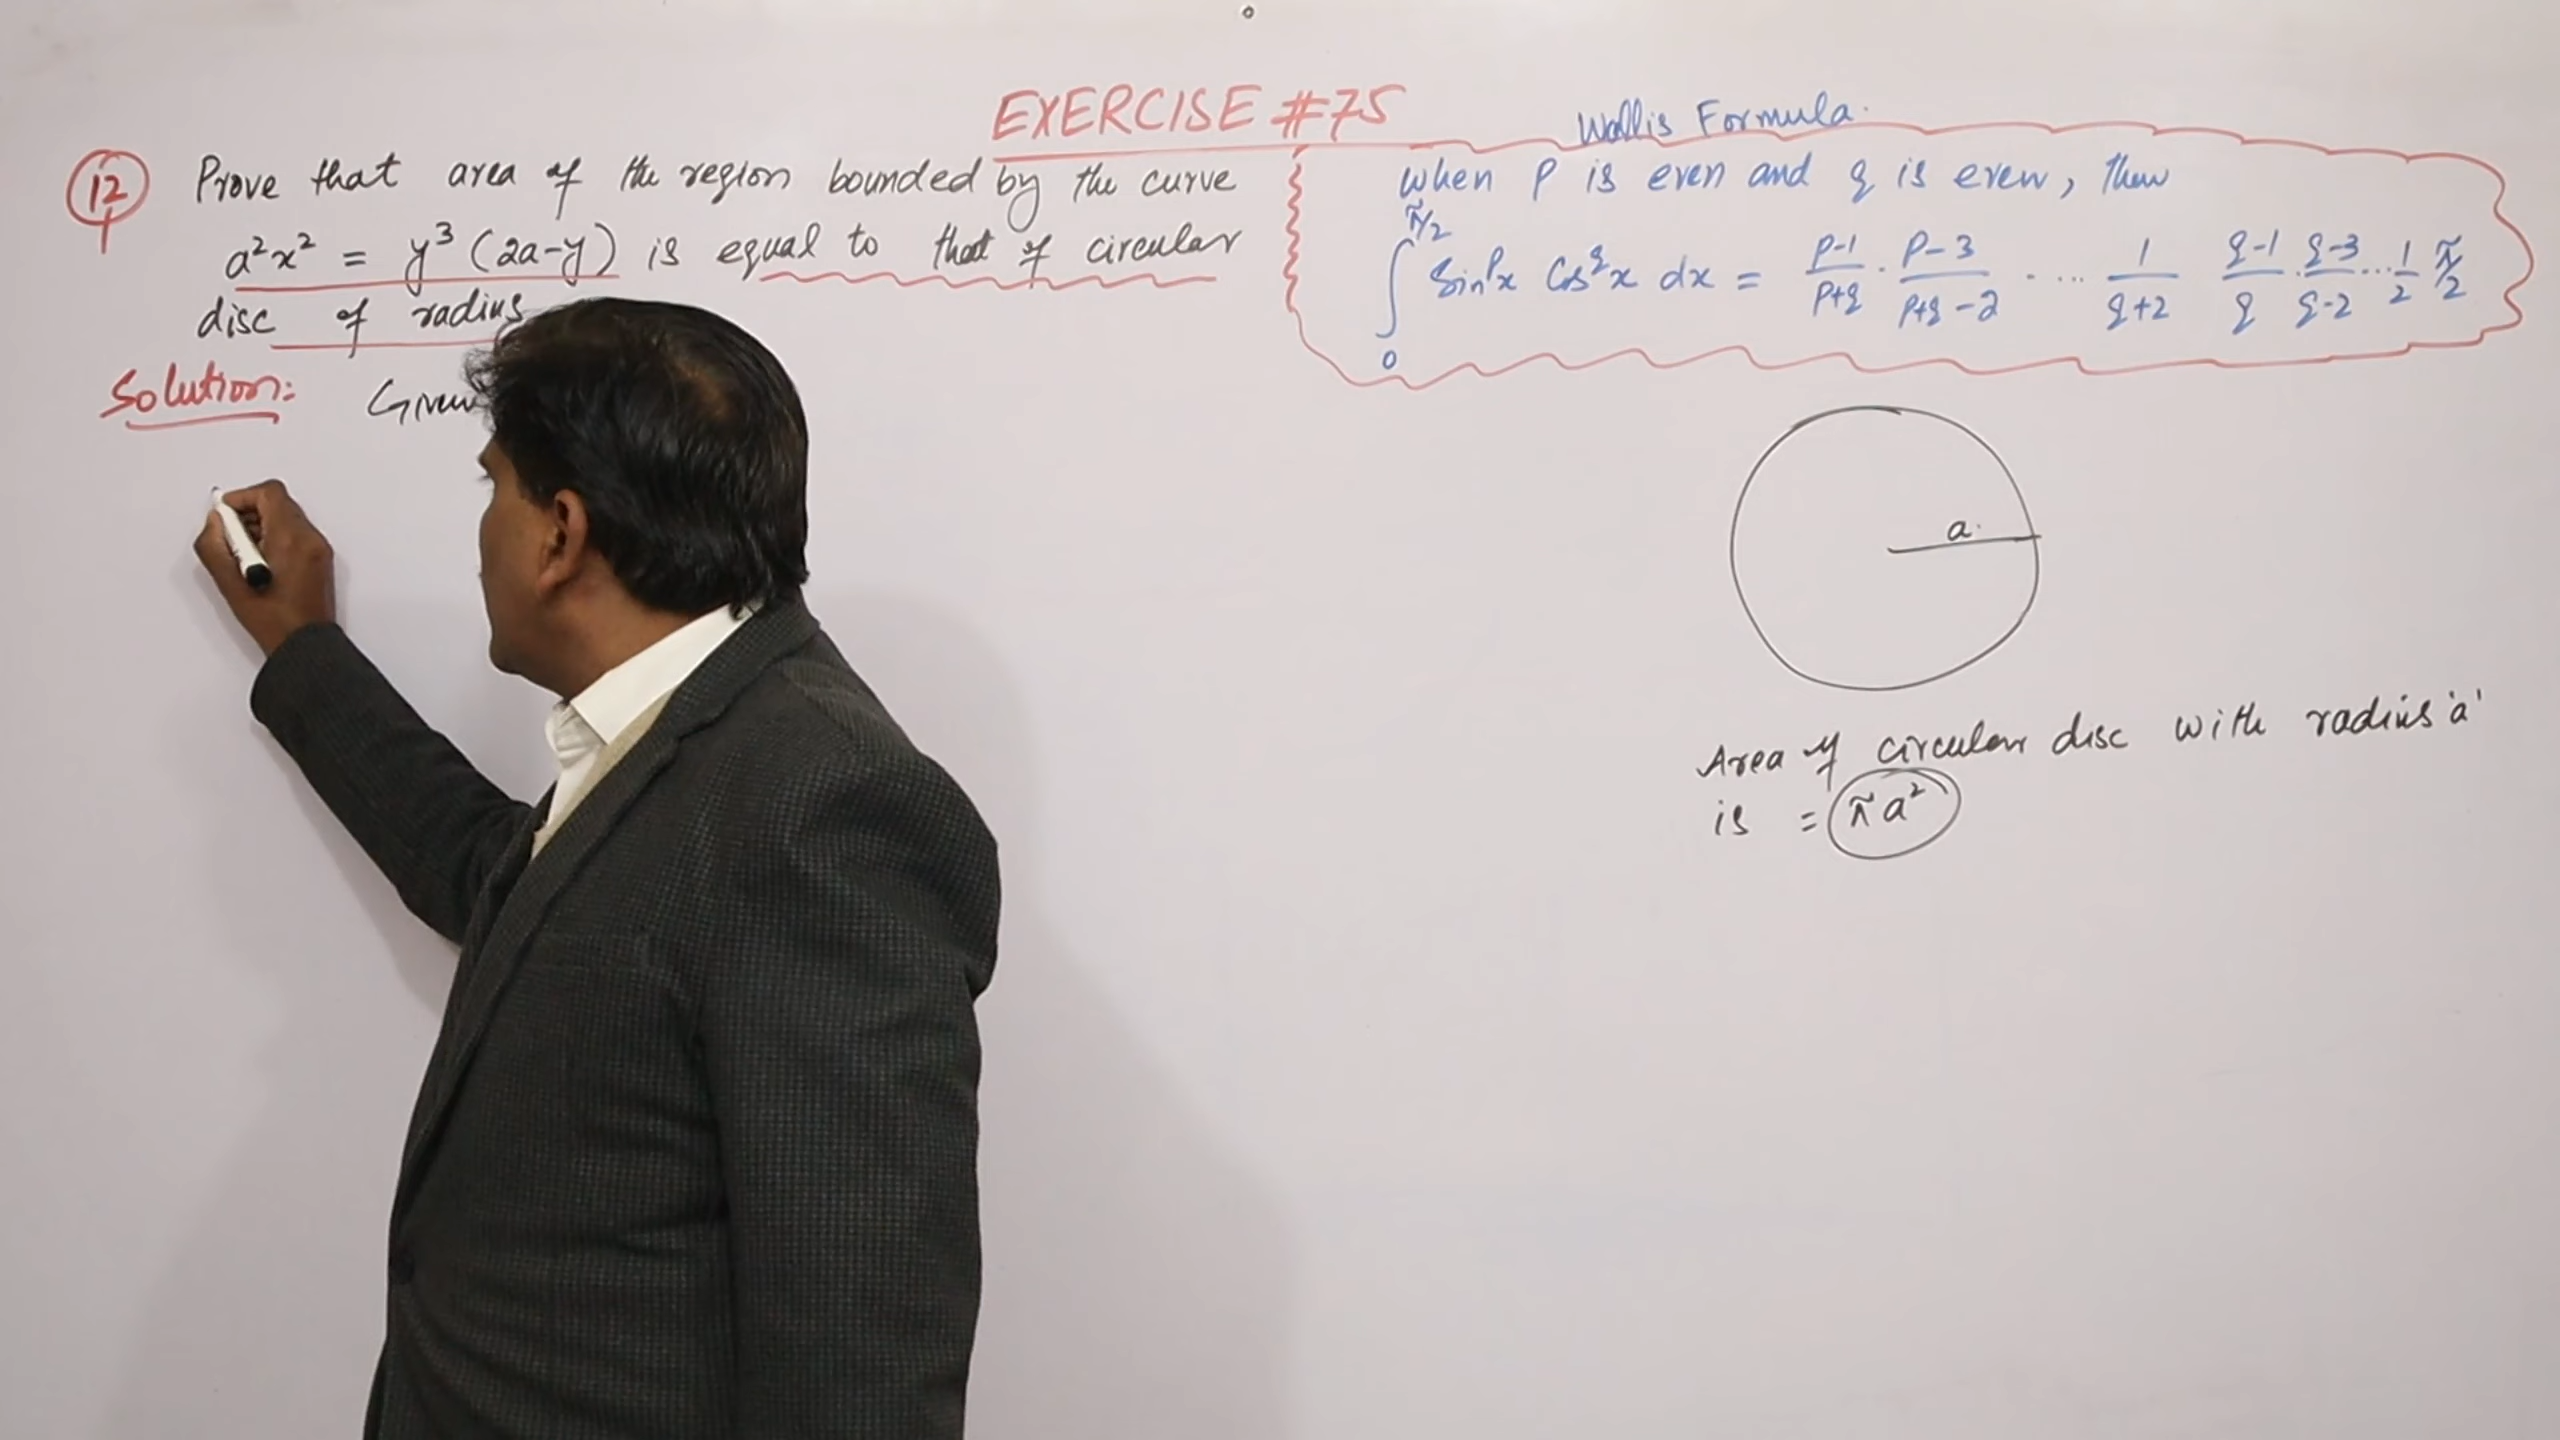 EXERCISE #75
12 Prove that area of the region bounded by the curve
a²x² = y³ (2a-y) is equal to that of circular
disc of radius
Solution:
Wallis Formula.
When P is even and q is even, then
∫₀^(π/2) Sin^p x Cos^q x dx = (P-1)/(P+q) · (P-3)/(P+q-2) · ... 1/(q+2) (q-1)/q · (q-3)/(q-2) ... 1/2 π/2
a.
Area of circular disc with radius 'a'
is = πa²